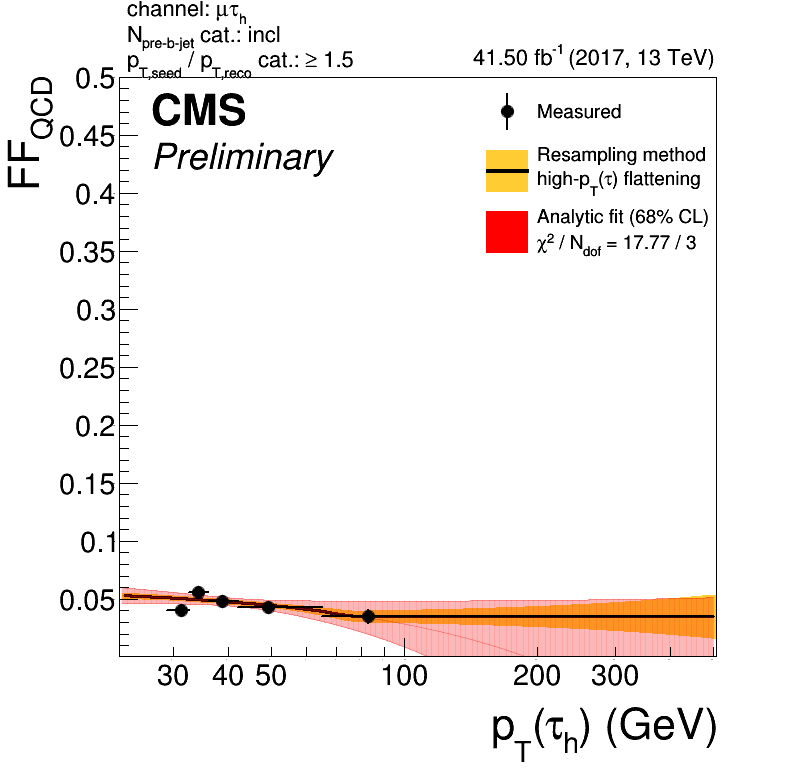 channel: μτh
Npre-b-jet cat.: incl
pT,seed / pT,reco cat.: ≥ 1.5
41.50 fb-1 (2017, 13 TeV)
CMS
Preliminary
Measured
Resampling method
high-pT(τ) flattening
Analytic fit (68% CL)
χ2 / Ndof = 17.77 / 3
FFQCD
0.5
0.45
0.4
0.35
0.3
0.25
0.2
0.15
0.1
0.05
30 40 50 100 200 300
pT(τh) (GeV)